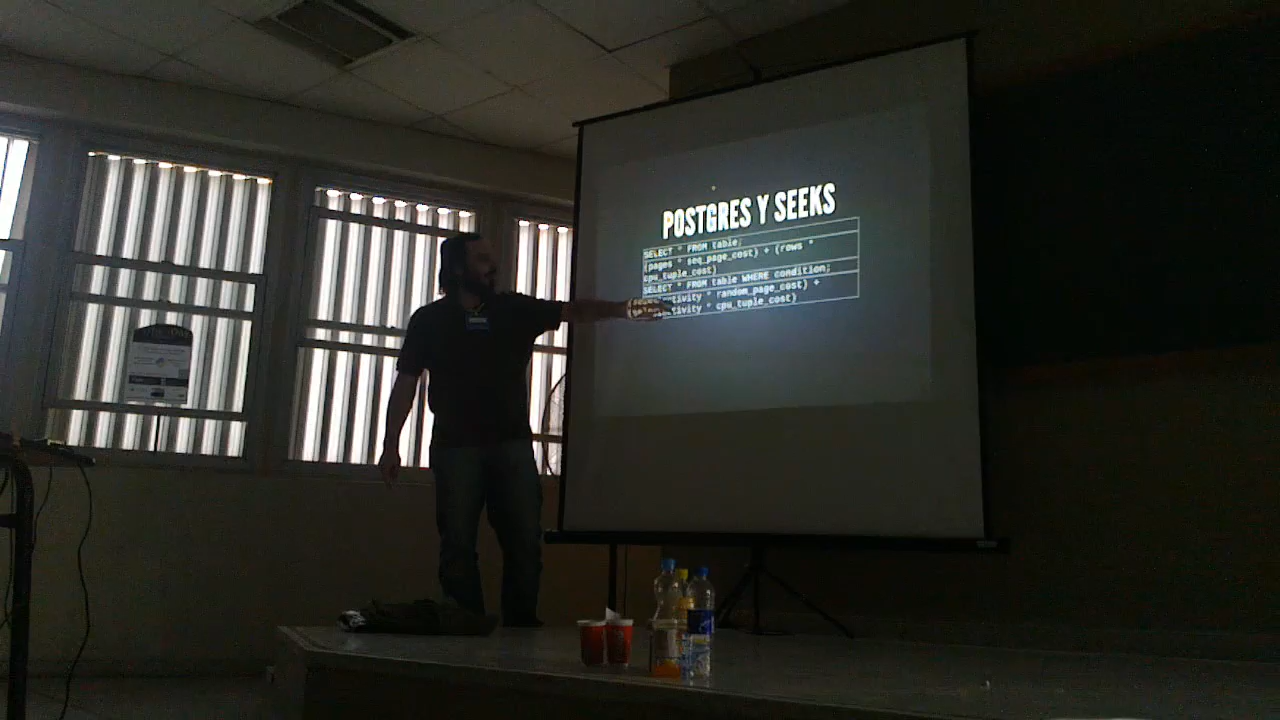 POSTGRES Y SEEKS
SELECT * FROM table;
(pages * seq_page_cost) + (rows *
cpu_tuple_cost)
SELECT * FROM table WHERE condition;
* random_page_cost) +
* cpu_tuple_cost)